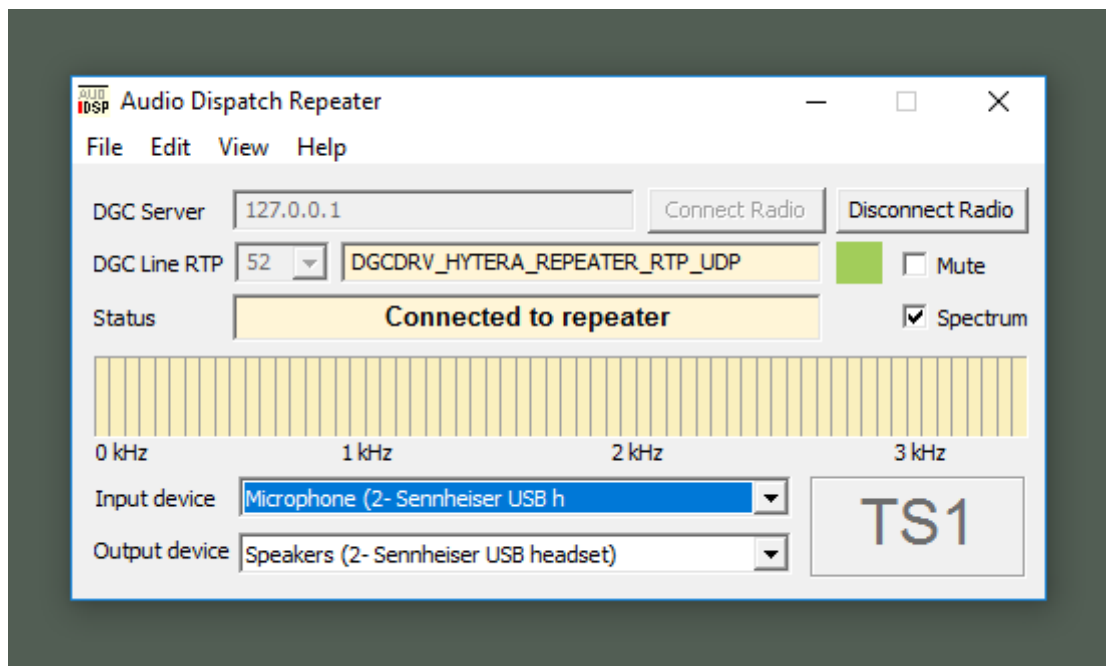 AUD IDSP Audio Dispatch Repeater
File Edit View Help
DGC Server 127.0.0.1 Connect Radio Disconnect Radio
DGC Line RTP 52 DGCDRV_HYTERA_REPEATER_RTP_UDP Mute
Status Connected to repeater Spectrum
0 kHz 1 kHz 2 kHz 3 kHz
Input device Microphone (2- Sennheiser USB h
TS1
Output device Speakers (2- Sennheiser USB headset)